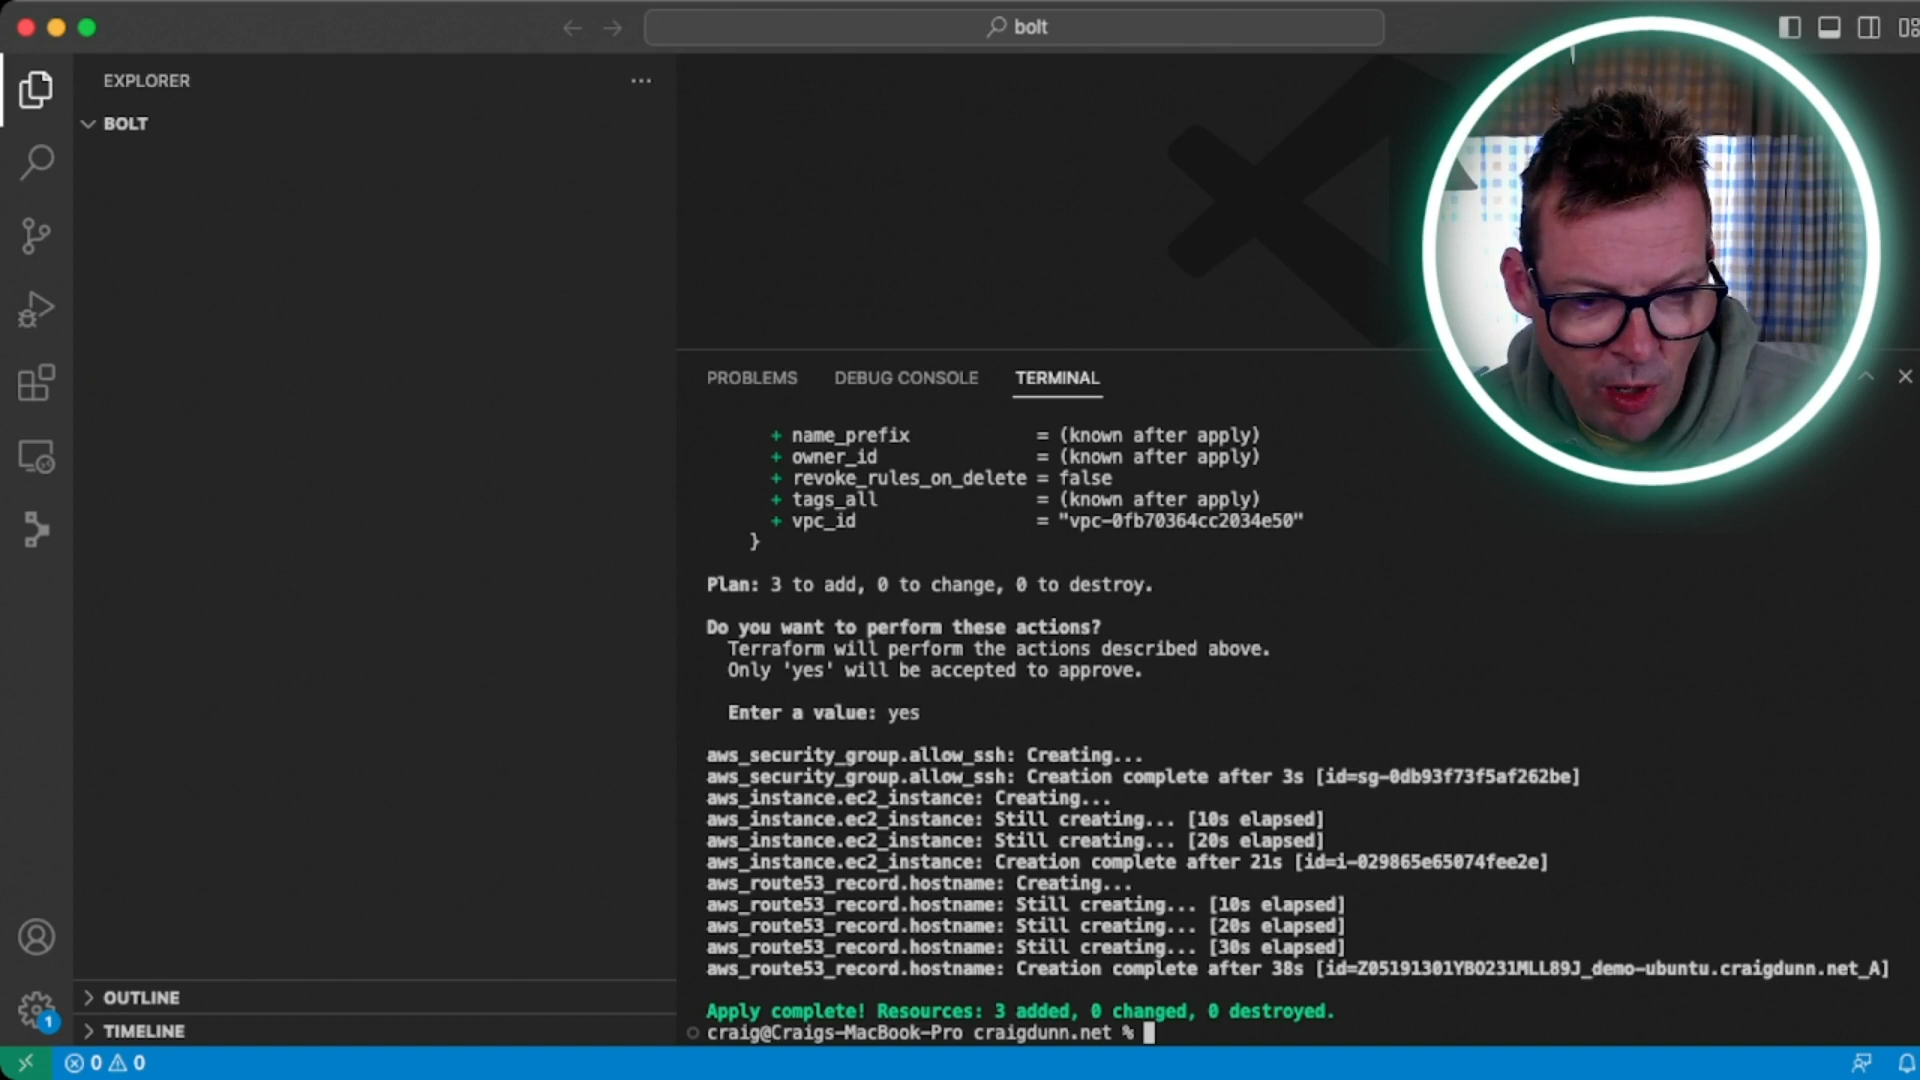 bolt
EXPLORER
BOLT
PROBLEMS DEBUG CONSOLE TERMINAL
+ name_prefix = (known after apply)
+ owner_id = (known after apply)
+ revoke_rules_on_delete = false
+ tags_all = (known after apply)
+ vpc_id = "vpc-0fb70364cc2034e50"
}
Plan: 3 to add, 0 to change, 0 to destroy.
Do you want to perform these actions?
Terraform will perform the actions described above.
Only 'yes' will be accepted to approve.
Enter a value: yes
aws_security_group.allow_ssh: Creating...
aws_security_group.allow_ssh: Creation complete after 3s [id=sg-0db93f73f5af262be]
aws_instance.ec2_instance: Creating...
aws_instance.ec2_instance: Still creating... [10s elapsed]
aws_instance.ec2_instance: Still creating... [20s elapsed]
aws_instance.ec2_instance: Creation complete after 21s [id=i-029865e65074fee2e]
aws_route53_record.hostname: Creating...
aws_route53_record.hostname: Still creating... [10s elapsed]
aws_route53_record.hostname: Still creating... [20s elapsed]
aws_route53_record.hostname: Still creating... [30s elapsed]
aws_route53_record.hostname: Creation complete after 38s [id=Z05191301YBO231MLL89J_demo-ubuntu.craigdunn.net_A]
Apply complete! Resources: 3 added, 0 changed, 0 destroyed.
craig@Craigs-MacBook-Pro craigdunn.net %
OUTLINE
TIMELINE
1
0 0